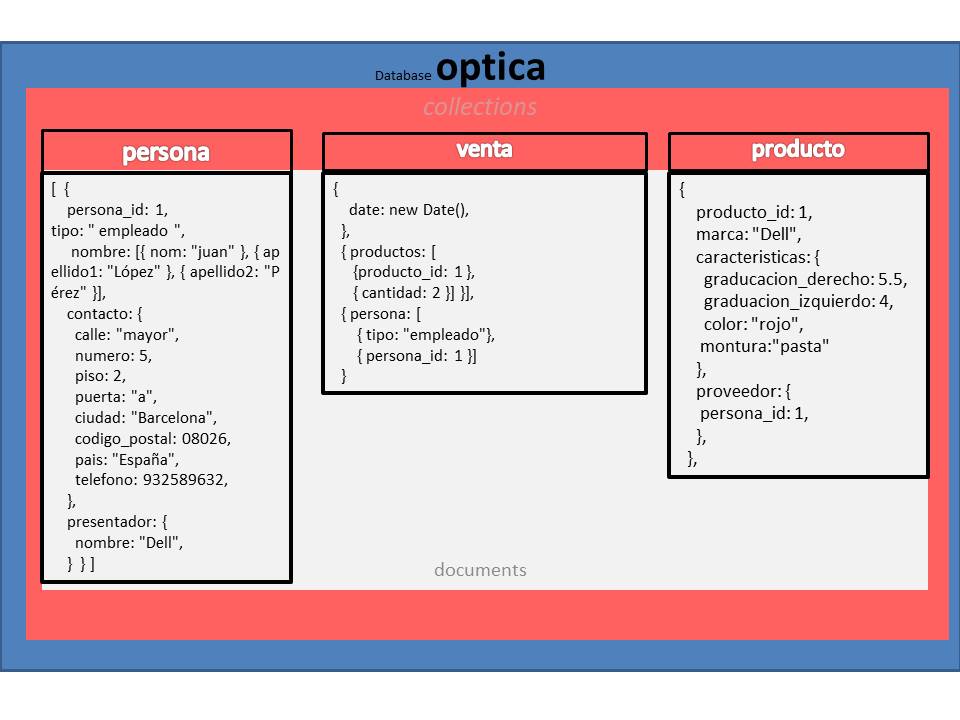 Database optica
collections
persona
[  {
persona_id: 1,
tipo: " empleado ",
nombre: [{ nom: "juan" }, { ap
ellido1: "López" }, { apellido2: "P
érez" }],
contacto: {
calle: "mayor",
numero: 5,
piso: 2,
puerta: "a",
ciudad: "Barcelona",
codigo_postal: 08026,
pais: "España",
telefono: 932589632,
},
presentador: {
nombre: "Dell",
}  } ]
venta
{
date: new Date(),
},
{ productos: [
{producto_id: 1 },
{ cantidad: 2 }] }],
{ persona: [
{ tipo: "empleado"},
{ persona_id: 1 }]
}
producto
{
producto_id: 1,
marca: "Dell",
caracteristicas: {
graducacion_derecho: 5.5,
graduacion_izquierdo: 4,
color: "rojo",
montura:"pasta"
},
proveedor: {
persona_id: 1,
},
},
documents